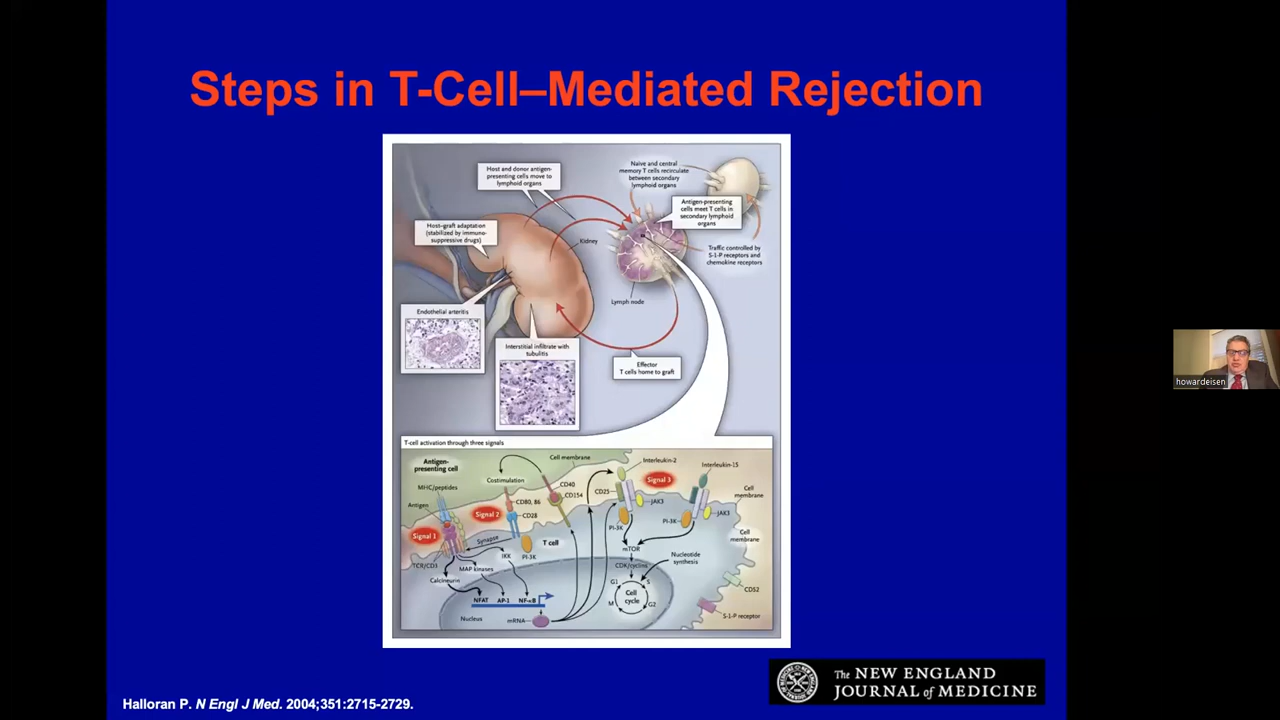 Steps in T-Cell–Mediated Rejection
Host and donor antigen-
presenting cells move to
lymphoid organs
Naive and central
memory T cells recirculate
between secondary
lymphoid organs
Antigen-presenting
cells meet T cells in
secondary lymphoid
organs
Host–graft adaptation
(stabilized by immuno-
suppressive drugs)
Kidney
Traffic controlled by
S-1-P receptors and
chemokine receptors
Lymph node
Endothelial arteritis
Interstitial infiltrate with
tubulitis
Effector
T cells home to graft
T-cell activation through three signals
Antigen-
presenting cell
MHC/peptides
Antigen
Signal 1
TCR/CD3
Calcineurin
Costimulation
Signal 2
Synapse
MAP kinases
IKK
CD80, 86
CD28
PI-3K
Cell membrane
CD40
CD154
T cell
NFAT
AP-1
NF-κB
Nucleus
mRNA
Interleukin-2
Signal 3
CD25
JAK3
PI-3K
mTOR
CDK/cyclins
G1
S
Cell
cycle
M
G2
Interleukin-15
PI-3K
JAK3
Nucleotide
synthesis
Cell
membrane
Cell
membrane
CD52
S-1-P receptor
howardeisen
The NEW ENGLAND
JOURNAL of MEDICINE
Halloran P. N Engl J Med. 2004;351:2715-2729.